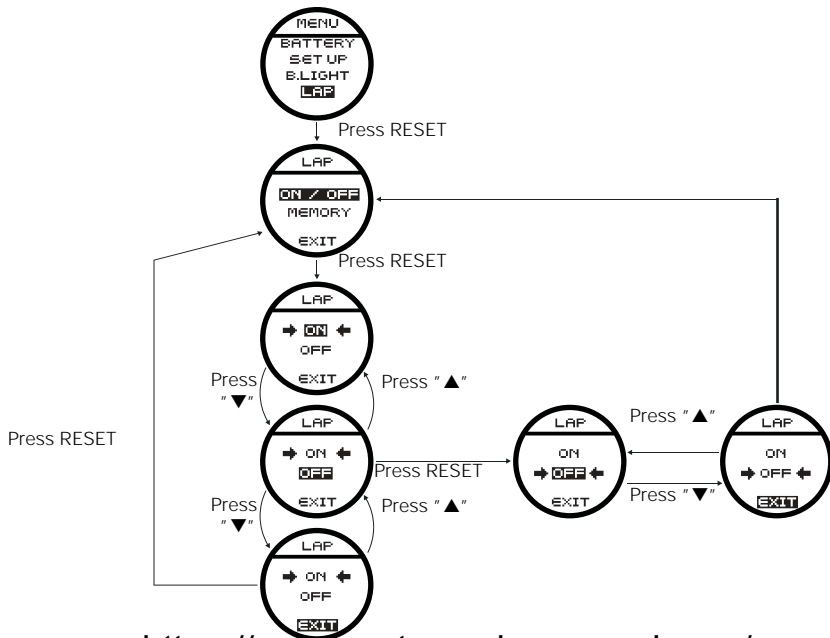 MENU
BATTERY
SET UP
B.LIGHT
LAP
Press RESET
LAP
ON / OFF
MEMORY
EXIT
Press RESET
LAP
ON
OFF
EXIT
Press
"▼"
Press "▲"
LAP
ON
OFF
EXIT
Press RESET
Press RESET
LAP
ON
OFF
EXIT
Press "▲"
Press "▼"
LAP
ON
OFF
EXIT
Press
"▼"
Press "▲"
LAP
ON
OFF
EXIT